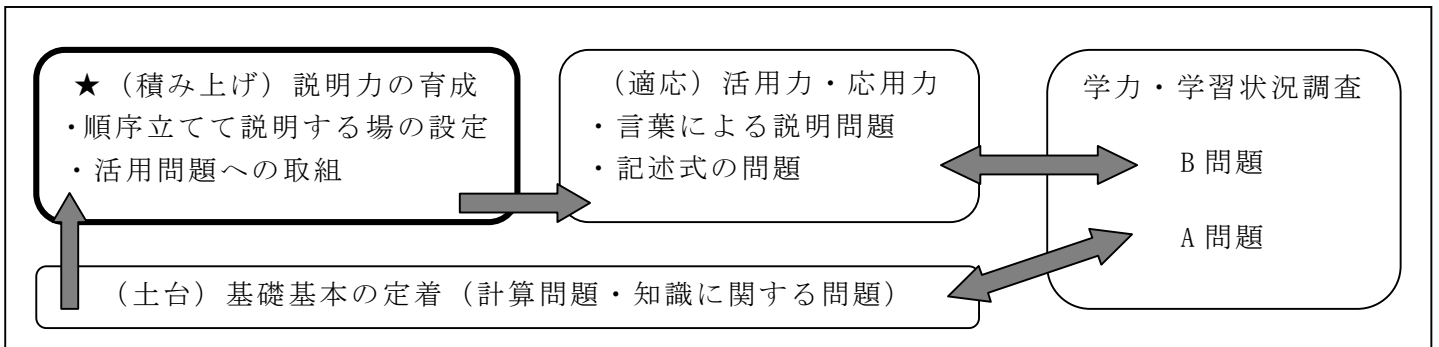 ★（積み上げ）説明力の育成
・順序立てて説明する場の設定
・活用問題への取組
（適応）活用力・応用力
・言葉による説明問題
・記述式の問題
学力・学習状況調査
B問題
A問題
（土台）基礎基本の定着（計算問題・知識に関する問題）